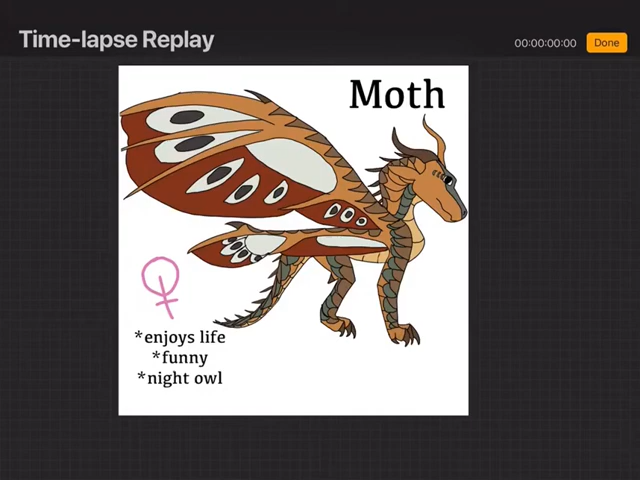 Time-lapse Replay
00:00:00:00
Done
Moth
*enjoys life
*funny
*night owl